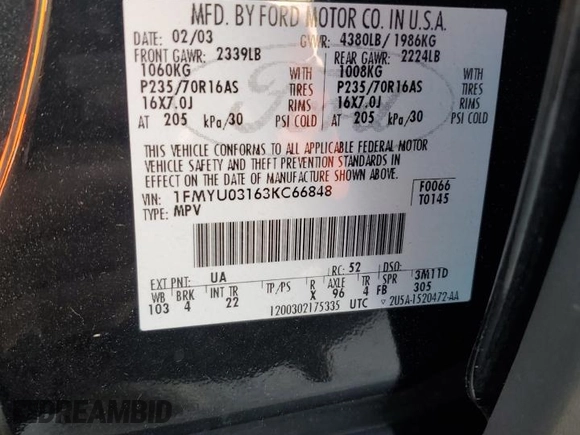 MFD. BY FORD MOTOR CO. IN U.S.A.
DATE: 02/03 GVWR: 4380LB/ 1986KG
FRONT GAWR: 2339LB REAR GAWR: 2224LB
1060KG WITH 1008KG WITH
P235/70R16AS TIRES P235/70R16AS TIRES
16X7.0J RIMS 16X7.0J RIMS
AT 205 kPa/30 PSI COLD AT 205 kPa/30 PSI COLD
Ford
THIS VEHICLE CONFORMS TO ALL APPLICABLE FEDERAL MOTOR
VEHICLE SAFETY AND THEFT PREVENTION STANDARDS IN
EFFECT ON THE DATE OF MANUFACTURE SHOWN ABOVE.
VIN: 1FMYU03163KC66848 F0066
TYPE: MPV T0145
EXT PNT: UA RC: 52 DSO:
WB BRK INT TR TP/PS R AXLE TR SPR 3M11D
103 4 22 X 96 4 FB 305
1200302175335 UTC 2U5A-1520472-AA
DREAMBID